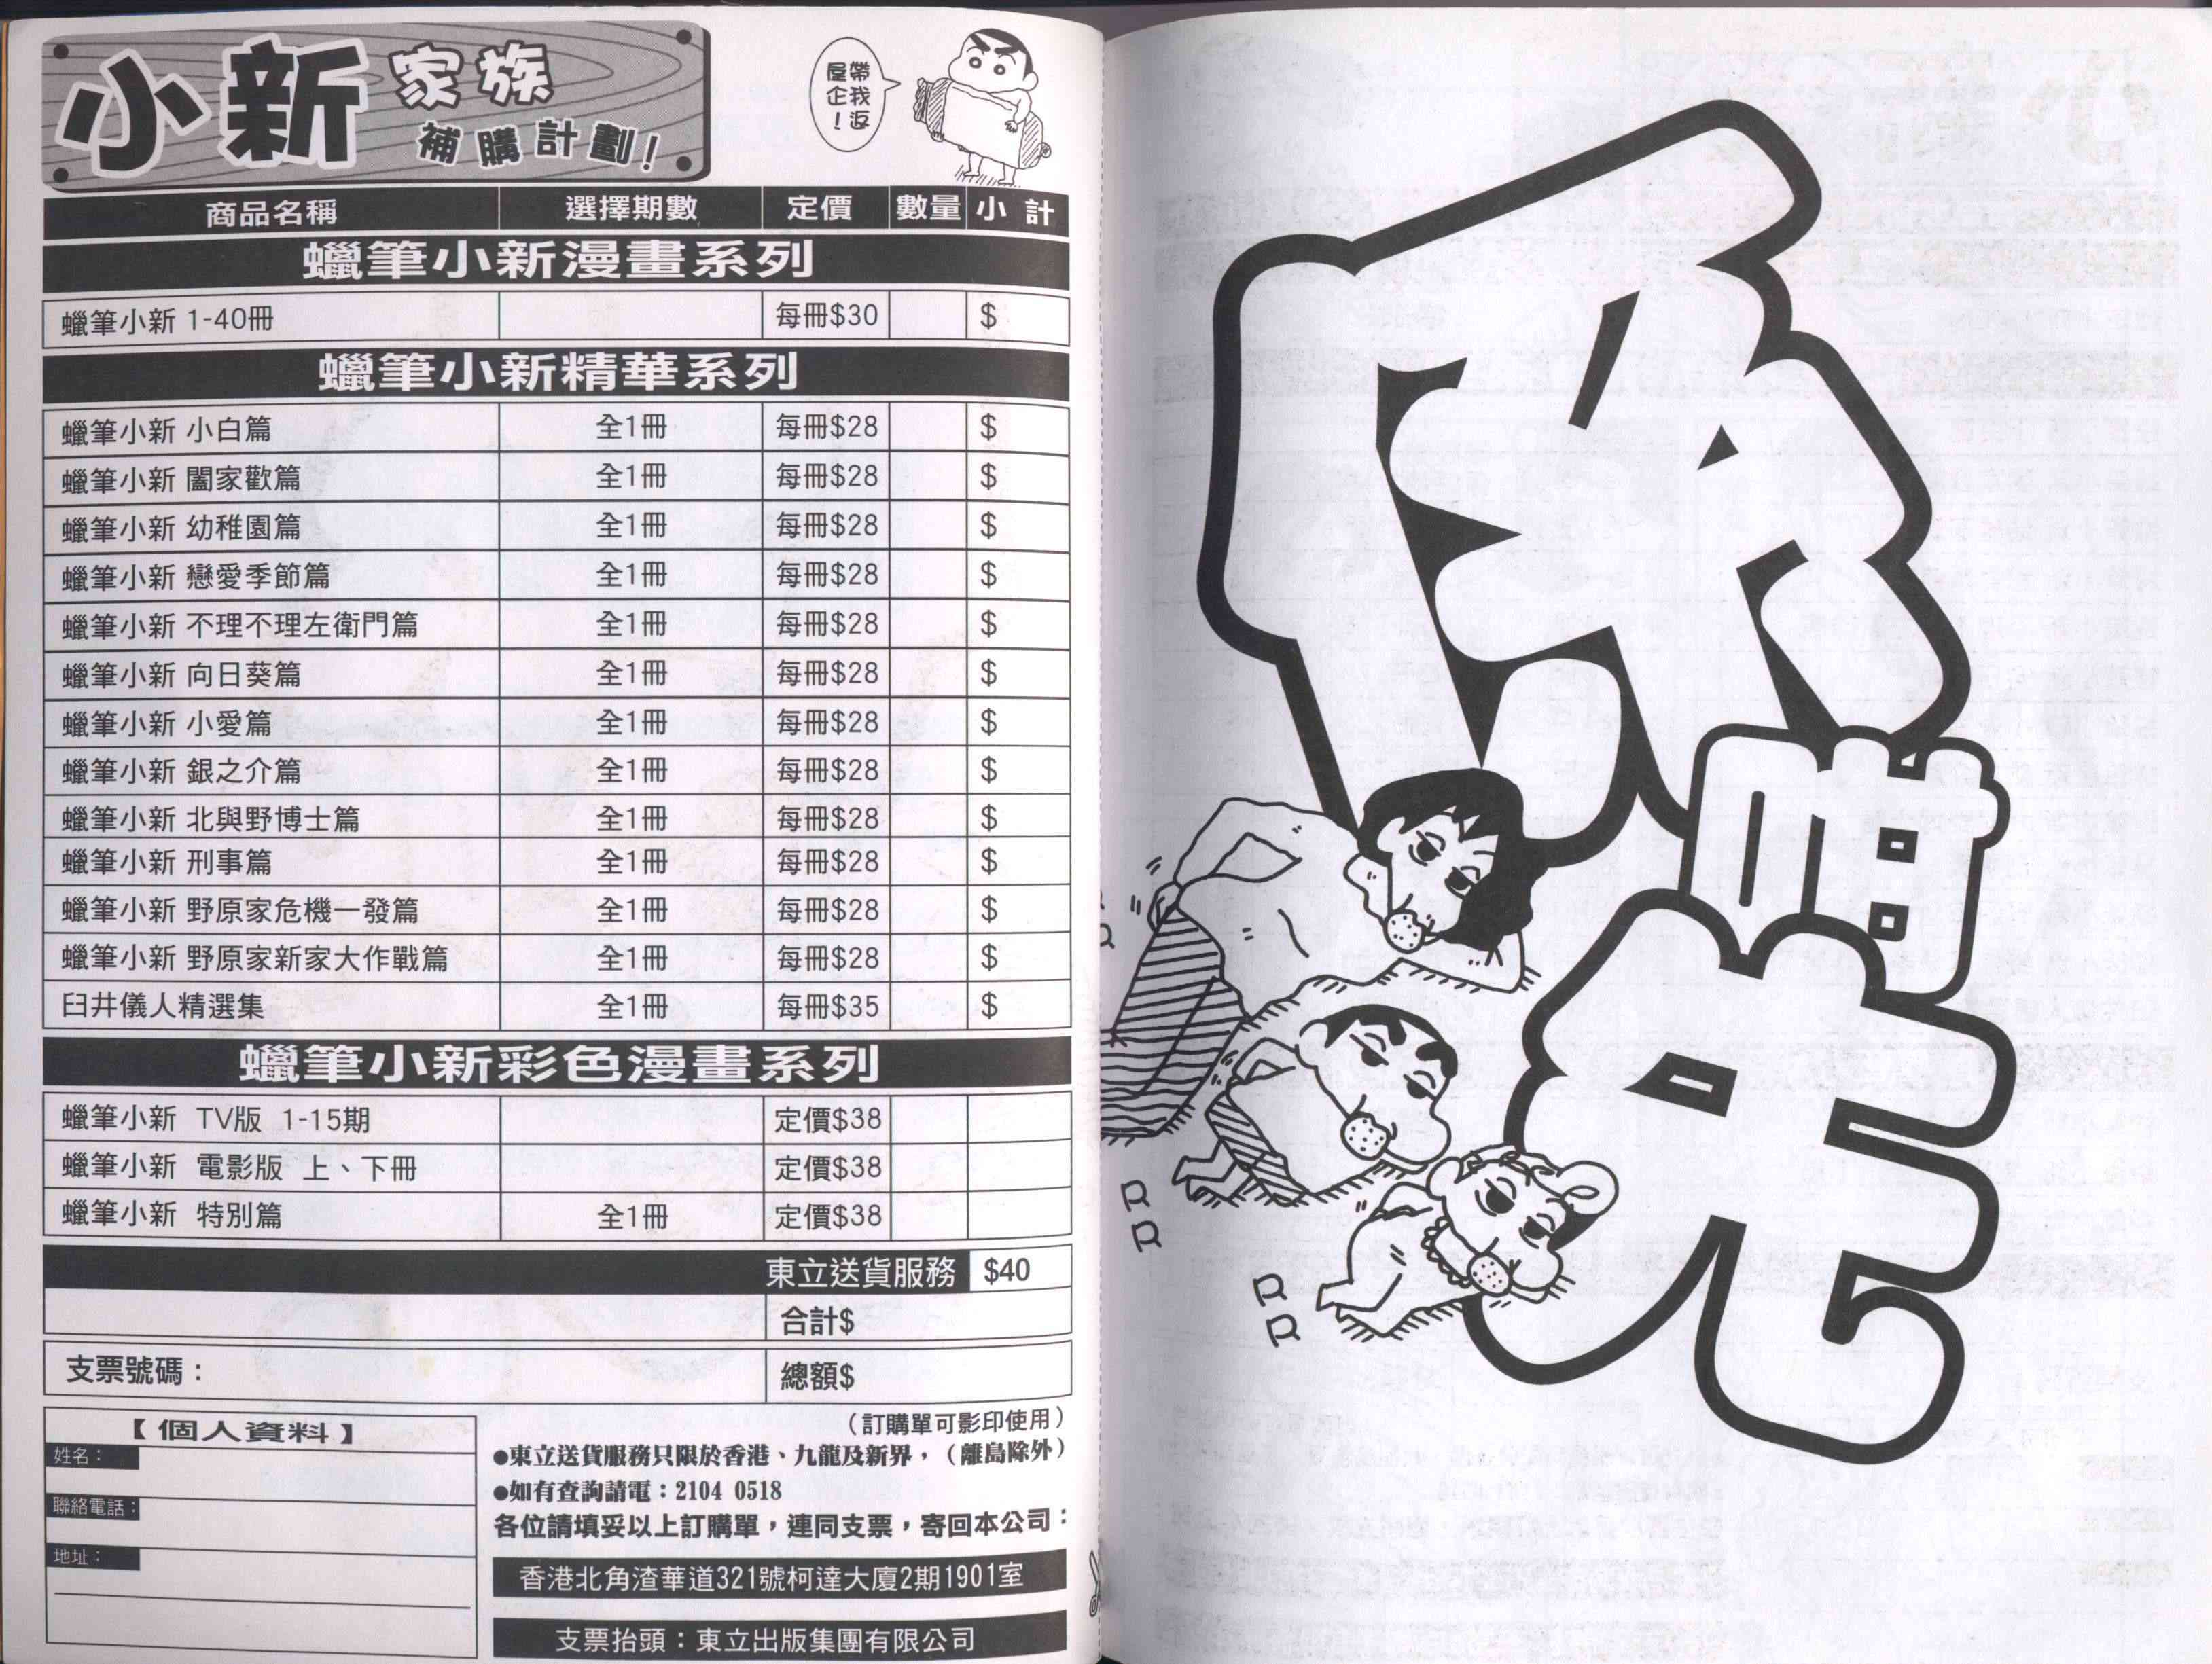 小新家族
補購計劃!
帶我返
屋企!
商品名稱 選擇期數 定價 數量 小計
蠟筆小新漫畫系列
蠟筆小新 1-40冊 每冊$30 $
蠟筆小新精華系列
蠟筆小新 小白篇 全1冊 每冊$28 $
蠟筆小新 闔家歡篇 全1冊 每冊$28 $
蠟筆小新 幼稚園篇 全1冊 每冊$28 $
蠟筆小新 戀愛季節篇 全1冊 每冊$28 $
蠟筆小新 不理不理左衛門篇 全1冊 每冊$28 $
蠟筆小新 向日葵篇 全1冊 每冊$28 $
蠟筆小新 小愛篇 全1冊 每冊$28 $
蠟筆小新 銀之介篇 全1冊 每冊$28 $
蠟筆小新 北與野博士篇 全1冊 每冊$28 $
蠟筆小新 刑事篇 全1冊 每冊$28 $
蠟筆小新 野原家危機一發篇 全1冊 每冊$28 $
蠟筆小新 野原家新家大作戰篇 全1冊 每冊$28 $
臼井儀人精選集 全1冊 每冊$35 $
蠟筆小新彩色漫畫系列
蠟筆小新 TV版 1-15期 定價$38
蠟筆小新 電影版 上、下冊 定價$38
蠟筆小新 特別篇 全1冊 定價$38
東立送貨服務 $40
合計$
支票號碼: 總額$
【個人資料】
姓名:
聯絡電話:
地址:
(訂購單可影印使用)
●東立送貨服務只限於香港、九龍及新界,(離島除外)
●如有查詢請電:2104 0518
各位請填妥以上訂購單,連同支票,寄回本公司:
香港北角渣華道321號柯達大廈2期1901室
支票抬頭:東立出版集團有限公司